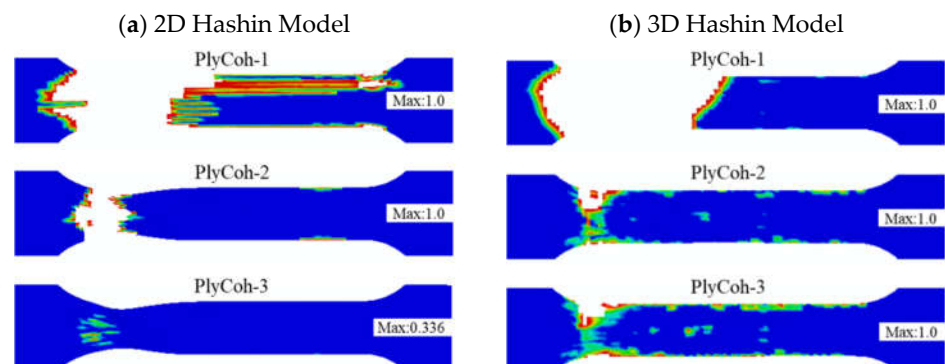 (a) 2D Hashin Model
PlyCoh-1
Max:1.0
PlyCoh-2
Max:1.0
PlyCoh-3
Max:0.336
(b) 3D Hashin Model
PlyCoh-1
Max:1.0
PlyCoh-2
Max:1.0
PlyCoh-3
Max:1.0